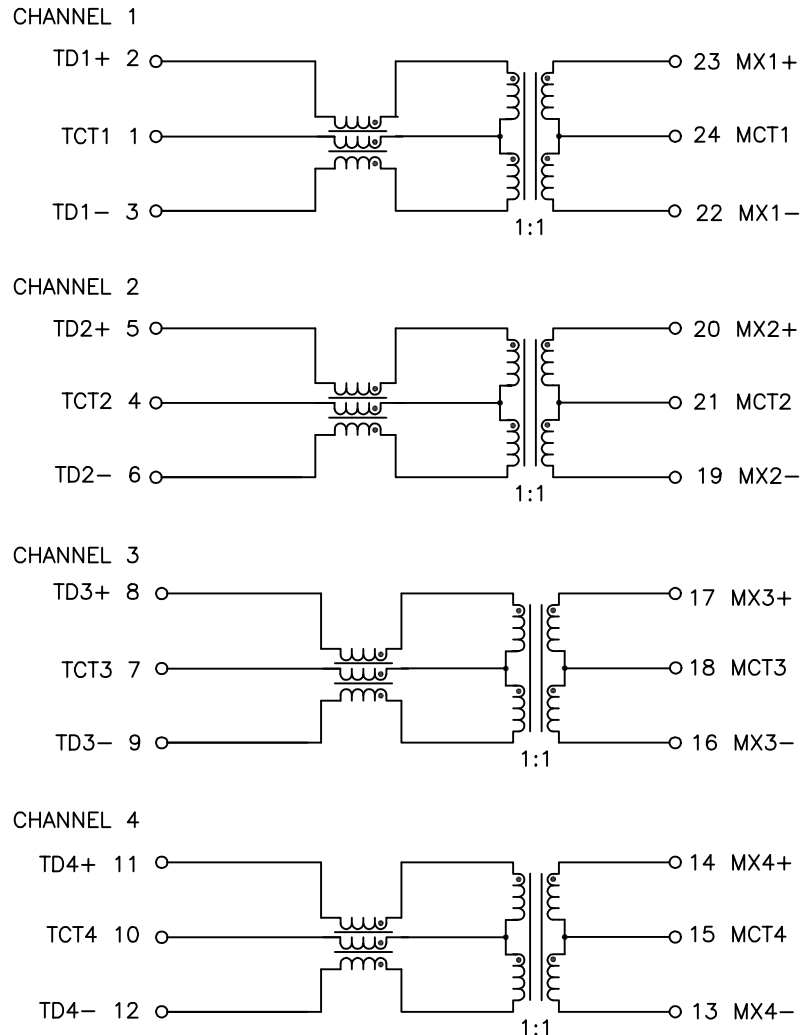 CHANNEL 1
TD1+ 2 23 MX1+
TCT1 1 24 MCT1
TD1− 3 22 MX1−
1:1
CHANNEL 2
TD2+ 5 20 MX2+
TCT2 4 21 MCT2
TD2− 6 19 MX2−
1:1
CHANNEL 3
TD3+ 8 17 MX3+
TCT3 7 18 MCT3
TD3− 9 16 MX3−
1:1
CHANNEL 4
TD4+ 11 14 MX4+
TCT4 10 15 MCT4
TD4− 12 13 MX4−
1:1